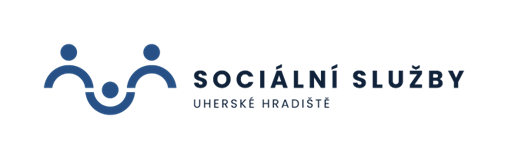 SOCIÁLNÍ SLUŽBY
UHERSKÉ HRADIŠTĚ